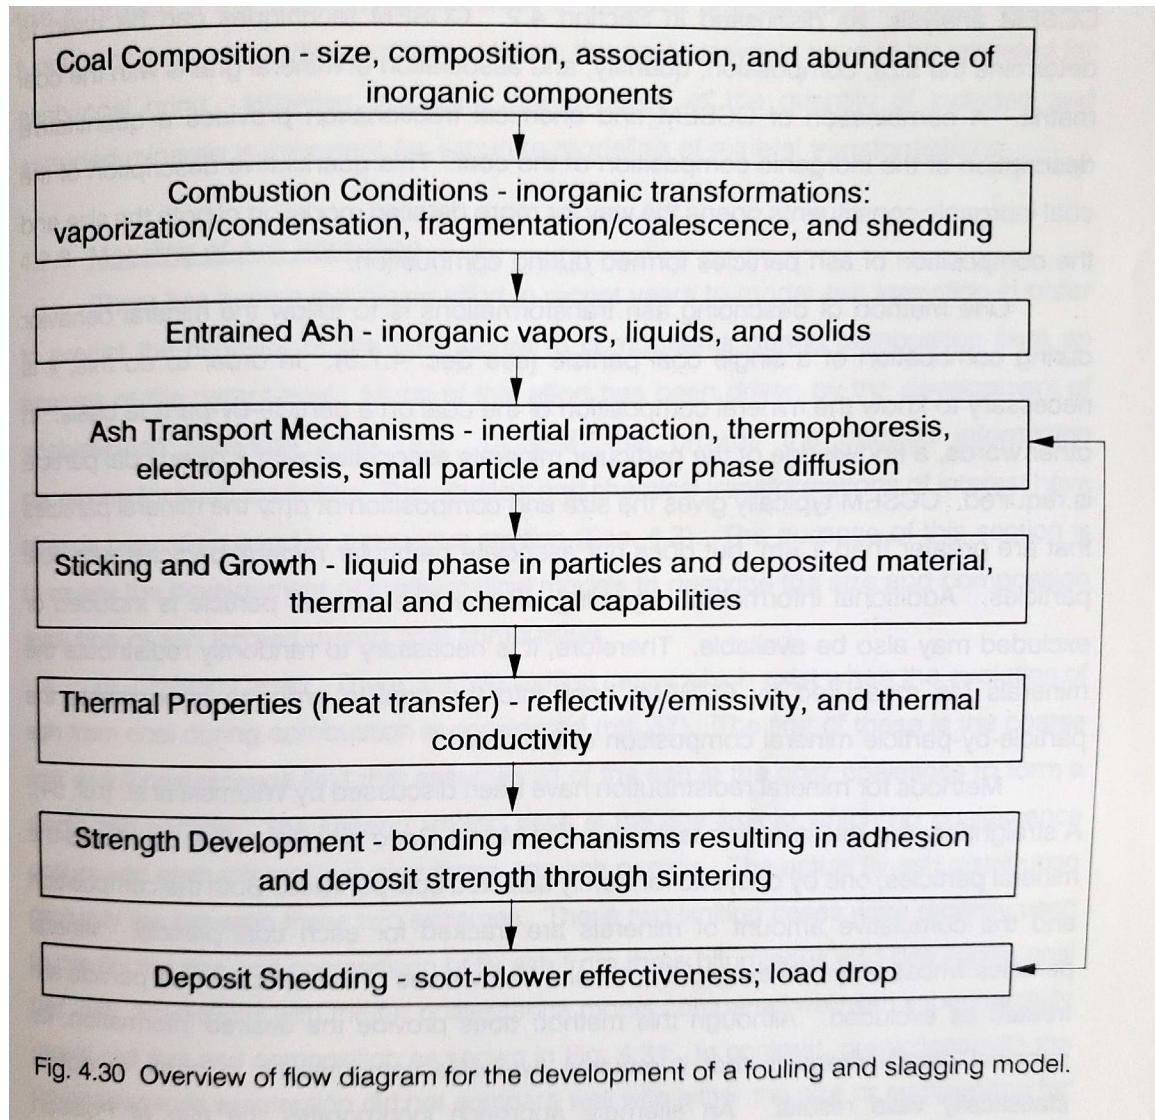 Coal Composition - size, composition, association, and abundance of
inorganic components
Combustion Conditions - inorganic transformations:
vaporization/condensation, fragmentation/coalescence, and shedding
Entrained Ash - inorganic vapors, liquids, and solids
Ash Transport Mechanisms - inertial impaction, thermophoresis,
electrophoresis, small particle and vapor phase diffusion
Sticking and Growth - liquid phase in particles and deposited material,
thermal and chemical capabilities
Thermal Properties (heat transfer) - reflectivity/emissivity, and thermal
conductivity
Strength Development - bonding mechanisms resulting in adhesion
and deposit strength through sintering
Deposit Shedding - soot-blower effectiveness; load drop
Fig. 4.30 Overview of flow diagram for the development of a fouling and slagging model.